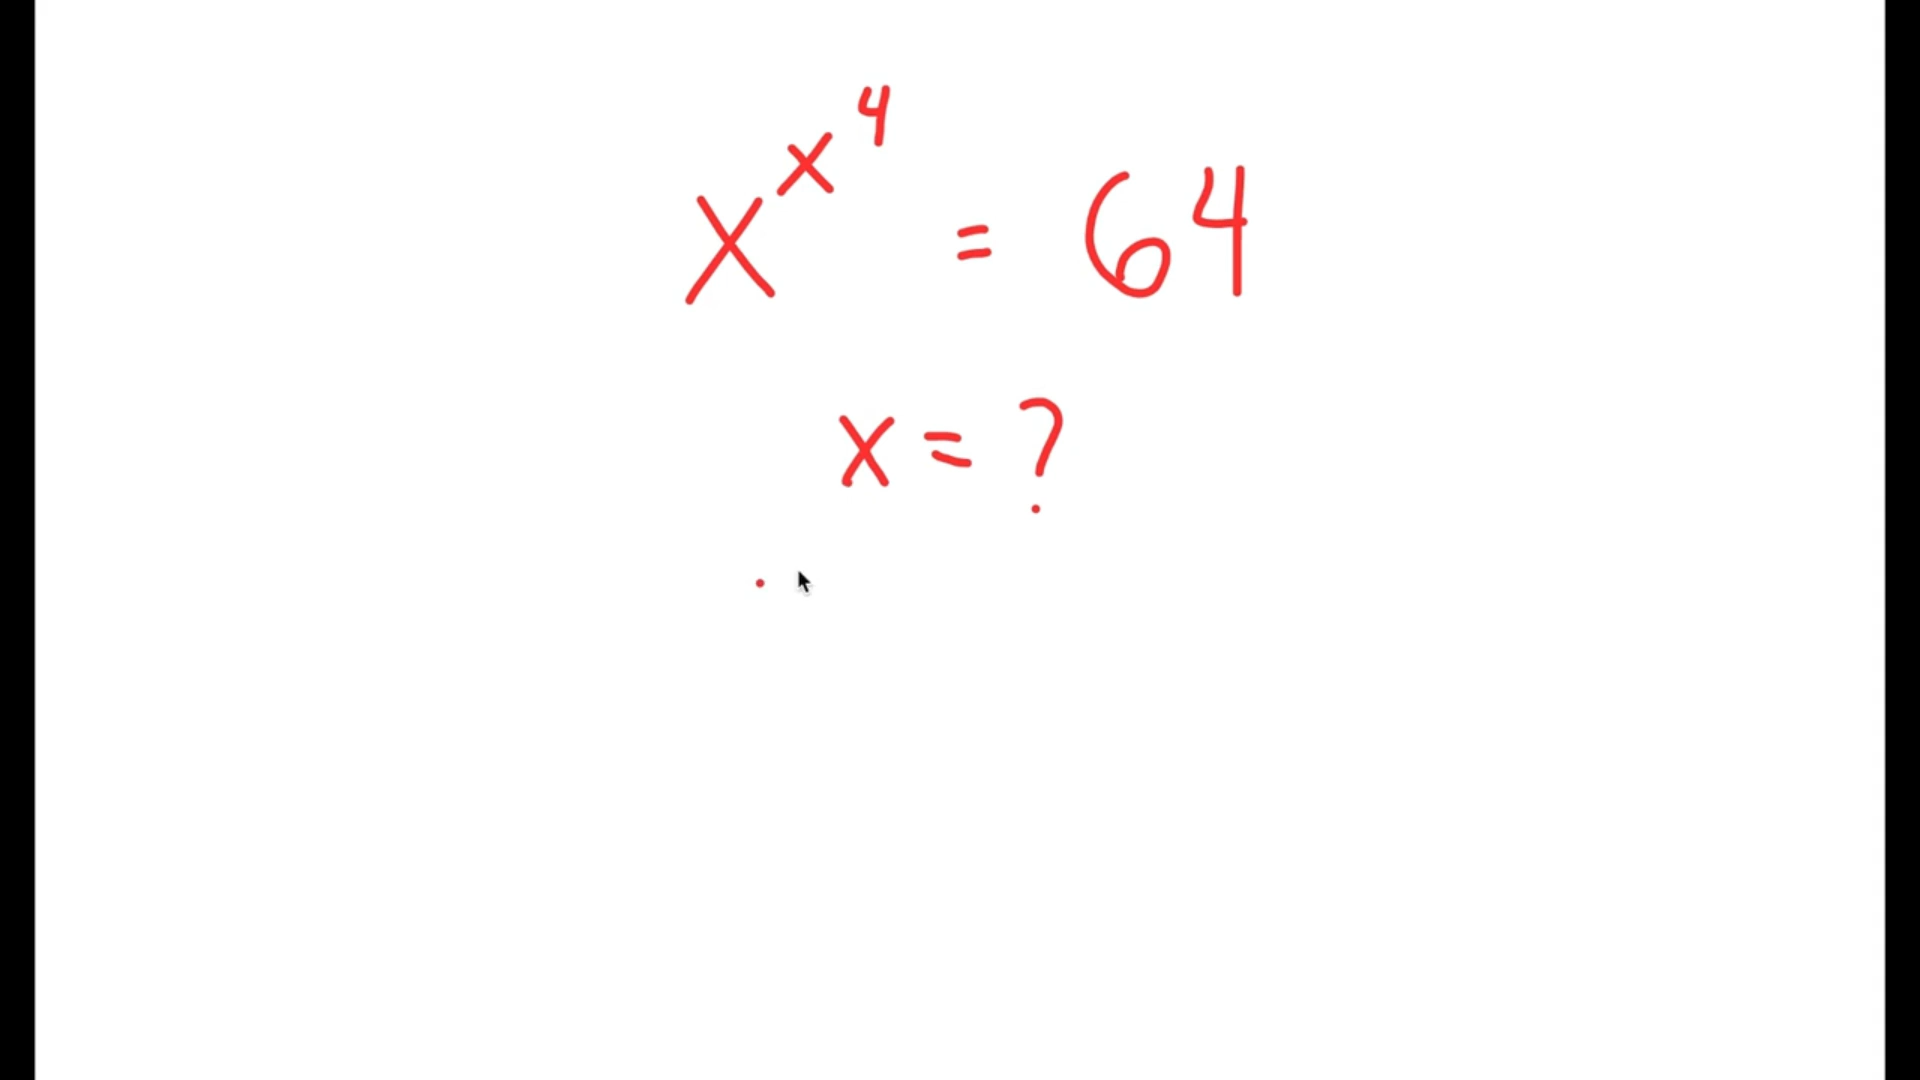 x^{x^4} = 64
x = ?